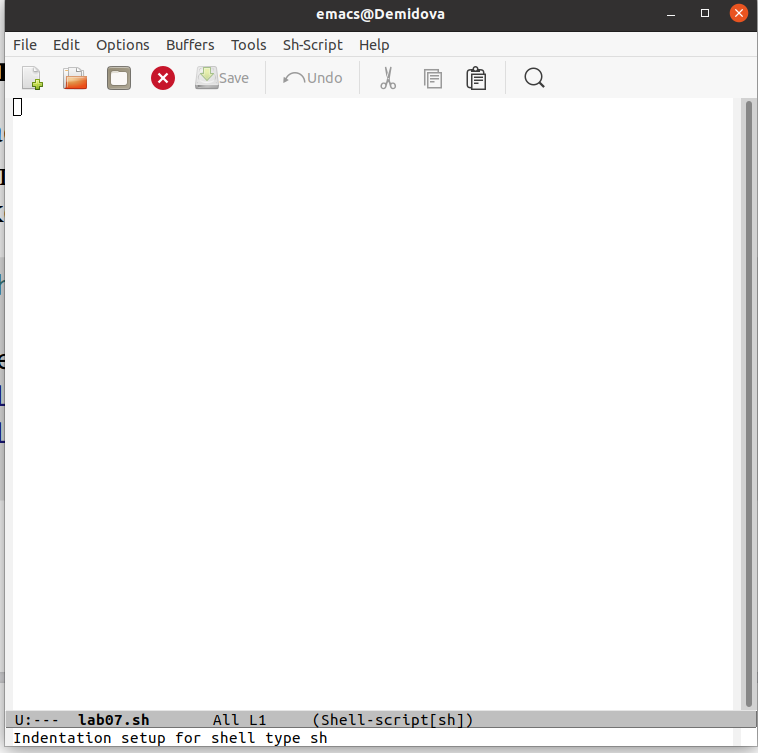 emacs@Demidova
File Edit Options Buffers Tools Sh-Script Help
Save Undo
U:--- lab07.sh All L1 (Shell-script[sh])
Indentation setup for shell type sh